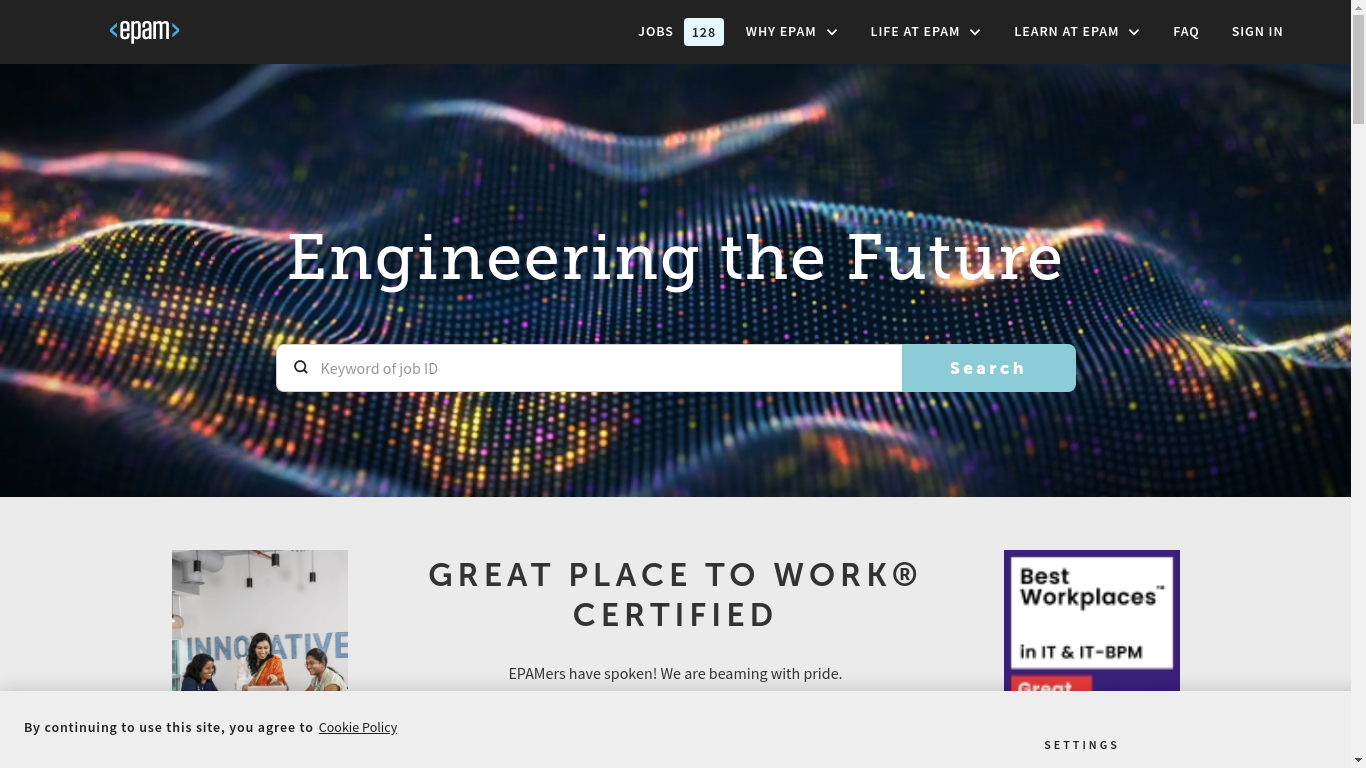 <epam>
JOBS 128 WHY EPAM LIFE AT EPAM LEARN AT EPAM FAQ SIGN IN
Engineering the Future
Keyword of job ID Search
INNOVATIVE
GREAT PLACE TO WORK®
CERTIFIED
EPAMers have spoken! We are beaming with pride.
Best
Workplaces™
in IT & IT-BPM
Great
By continuing to use this site, you agree to Cookie Policy
SETTINGS